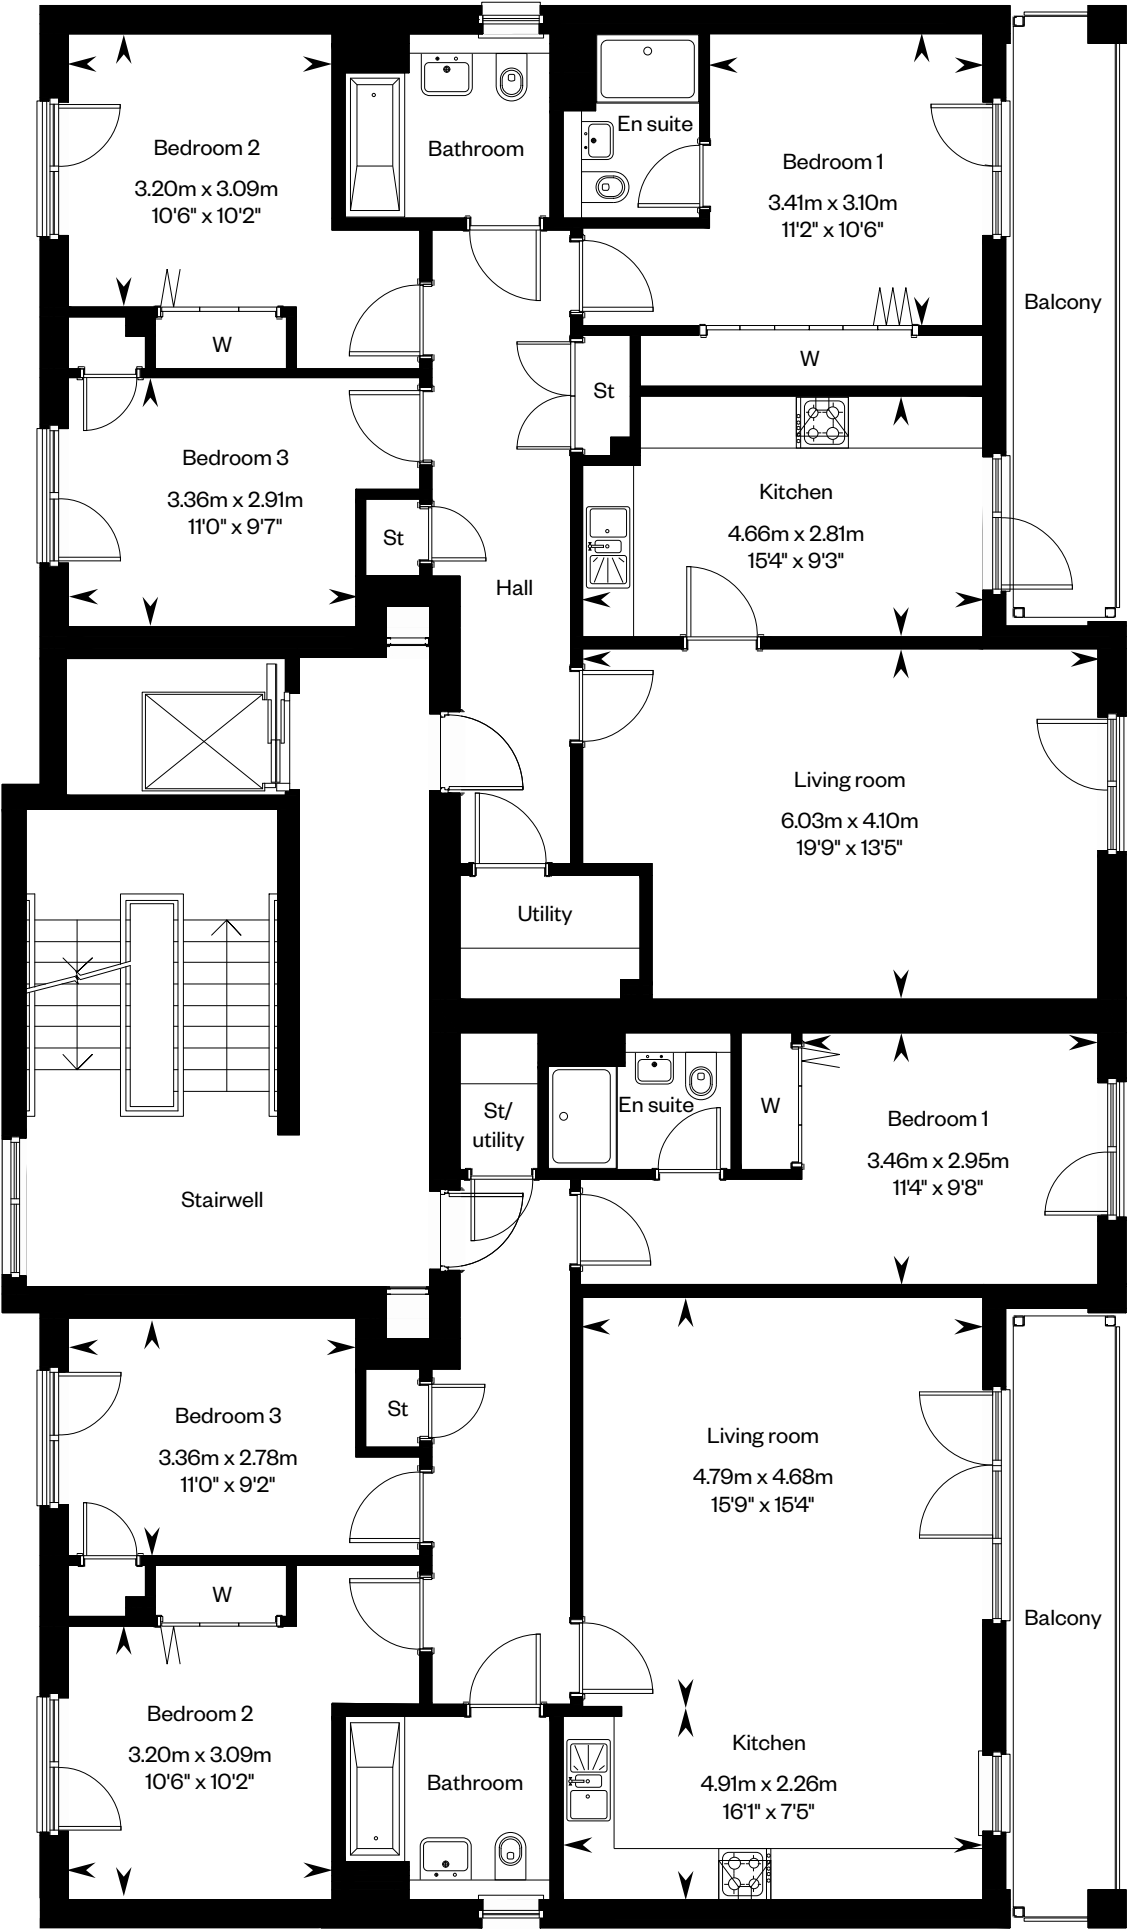 Bedroom 2
3.20m x 3.09m
10'6" x 10'2"
Bathroom
En suite
Bedroom 1
3.41m x 3.10m
11'2" x 10'6"
Balcony
W
W
St
Bedroom 3
3.36m x 2.91m
11'0" x 9'7"
St
Kitchen
4.66m x 2.81m
15'4" x 9'3"
Hall
Living room
6.03m x 4.10m
19'9" x 13'5"
Utility
St/
utility
En suite
W
Bedroom 1
3.46m x 2.95m
11'4" x 9'8"
Stairwell
Bedroom 3
3.36m x 2.78m
11'0" x 9'2"
St
Living room
4.79m x 4.68m
15'9" x 15'4"
W
Balcony
Bedroom 2
3.20m x 3.09m
10'6" x 10'2"
Bathroom
Kitchen
4.91m x 2.26m
16'1" x 7'5"